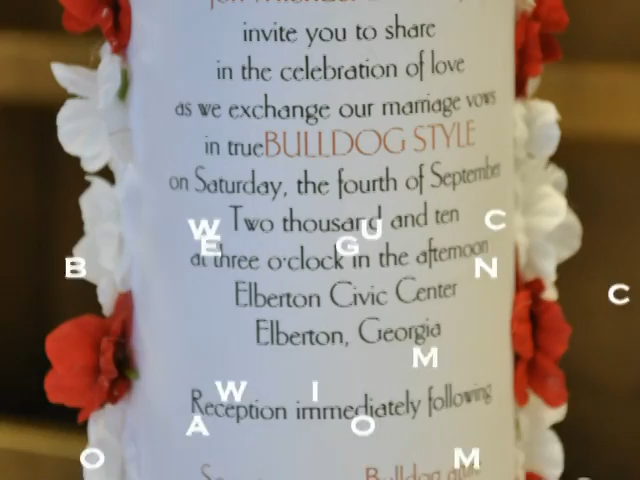 invite you to share
in the celebration of love
as we exchange our marriage vows
in true BULLDOG STYLE
on Saturday, the fourth of September
Two thousand and ten
at three o'clock in the afternoon
Elberton Civic Center
Elberton, Georgia
Reception immediately following
Bulldog
W
E
G
U
C
B
N
C
M
W
I
A
O
O
M